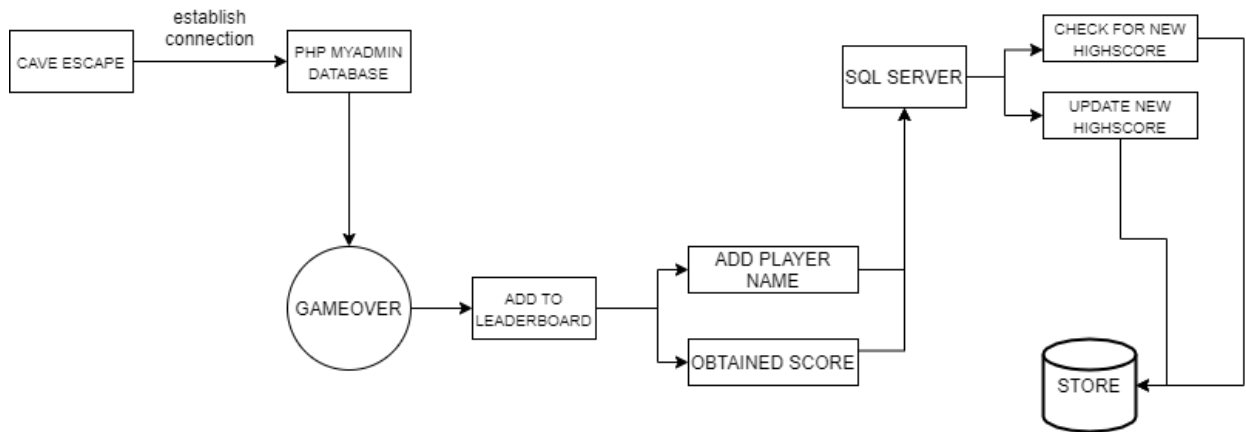 establish
connection
CAVE ESCAPE
PHP MYADMIN
DATABASE
SQL SERVER
CHECK FOR NEW
HIGHSCORE
UPDATE NEW
HIGHSCORE
GAMEOVER
ADD TO
LEADERBOARD
ADD PLAYER
NAME
OBTAINED SCORE
STORE